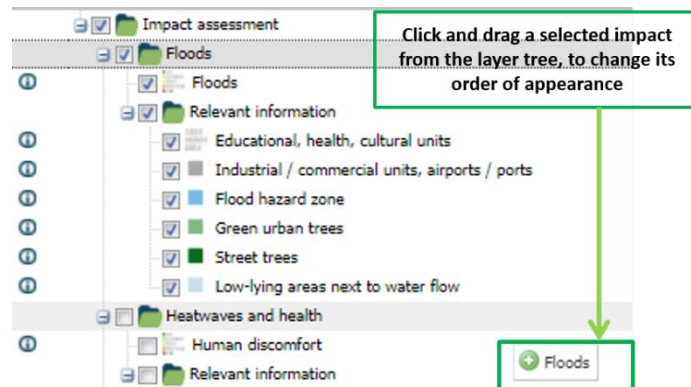 Impact assessment
Click and drag a selected impact
from the layer tree, to change its
order of appearance
Floods
Floods
Relevant information
Educational, health, cultural units
Industrial / commercial units, airports / ports
Flood hazard zone
Green urban trees
Street trees
Low-lying areas next to water flow
Heatwaves and health
Human discomfort
Floods
Relevant information